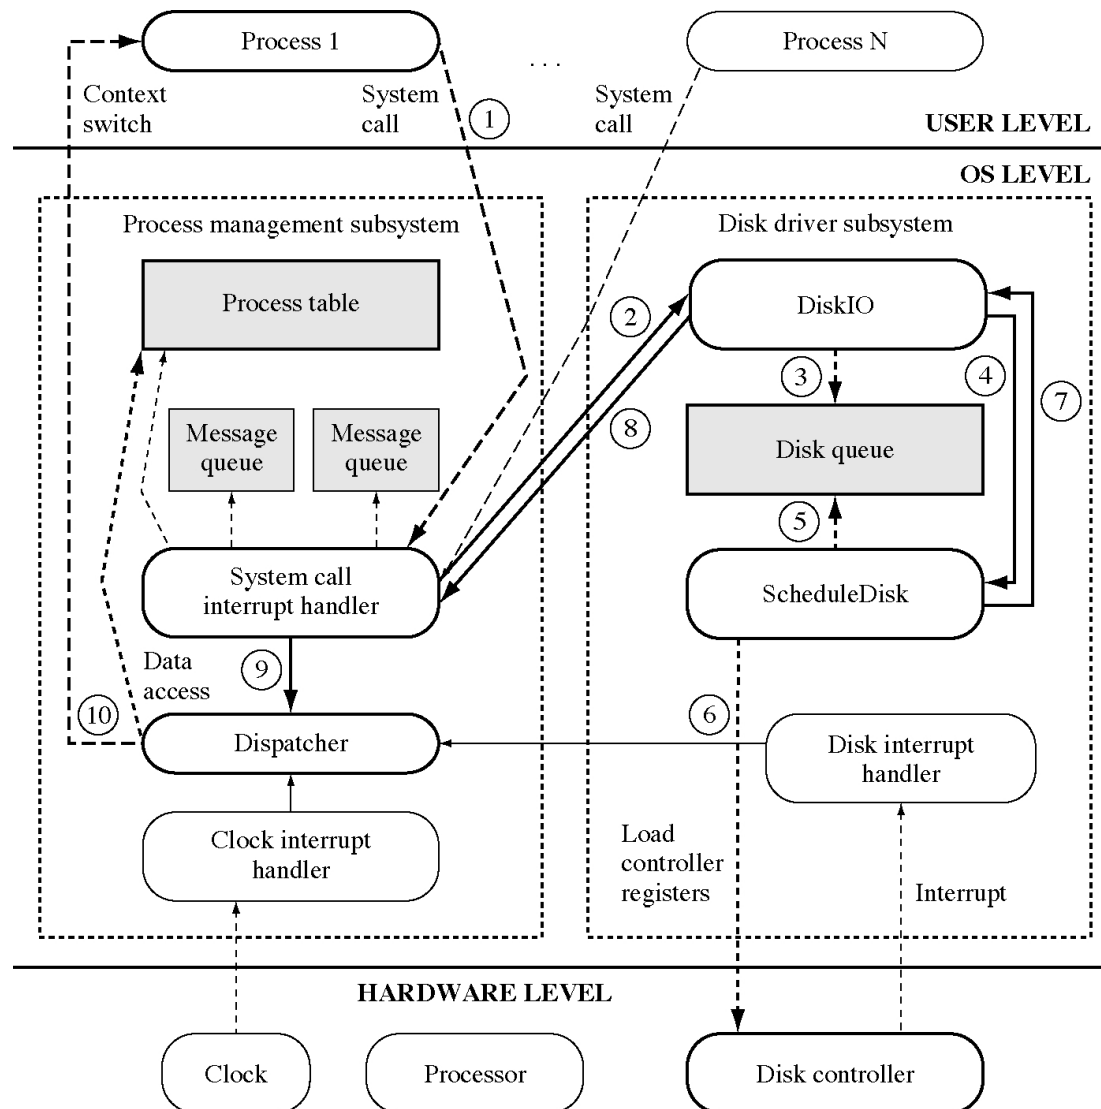 Process 1
. . .
Process N
Context
switch
System
call
1
System
call
USER LEVEL
OS LEVEL
Process management subsystem
Disk driver subsystem
Process table
2
DiskIO
3
4
7
Message
queue
Message
queue
8
Disk queue
5
System call
interrupt handler
ScheduleDisk
Data
access
9
10
Dispatcher
6
Disk interrupt
handler
Clock interrupt
handler
Load
controller
registers
Interrupt
HARDWARE LEVEL
Clock
Processor
Disk controller